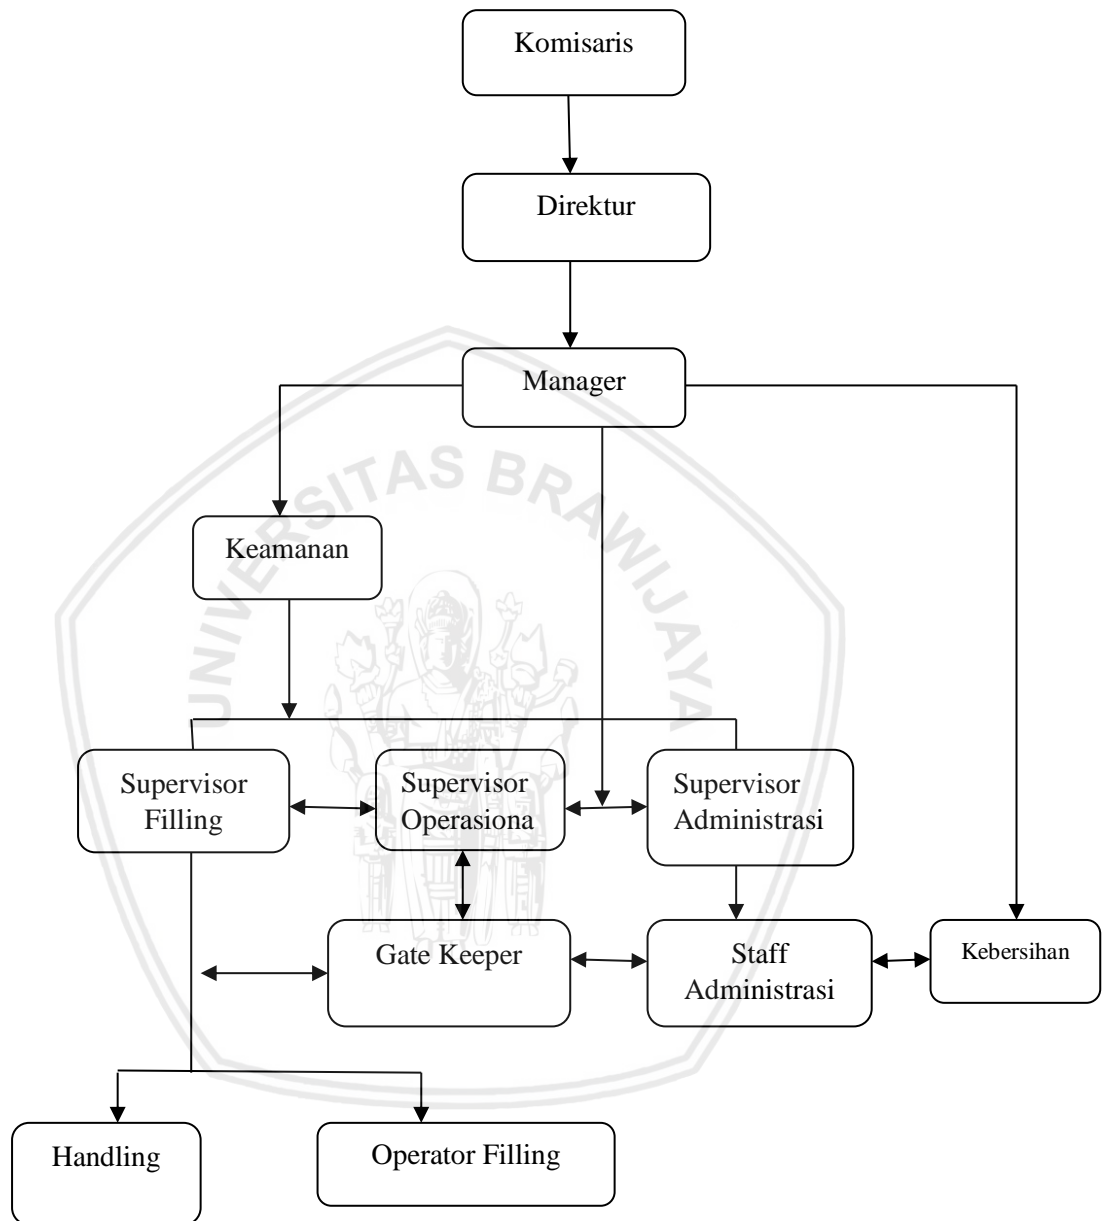 Komisaris
Direktur
Manager
UNIVERSITAS BRAWIJAYA
Keamanan
Supervisor
Filling
Supervisor
Operasiona
Supervisor
Administrasi
Gate Keeper
Staff
Administrasi
Kebersihan
Handling
Operator Filling